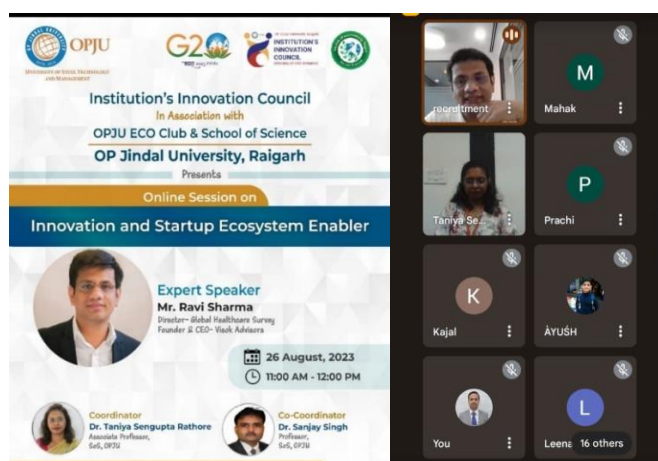 OPJU
UNIVERSITY OF STEEL TECHNOLOGY
AND MANAGEMENT
G20
INSTITUTION'S
INNOVATION
COUNCIL
Institution's Innovation Council
In Association with
OPJU ECO Club & School of Science
OP Jindal University, Raigarh
Presents
Online Session on
Innovation and Startup Ecosystem Enabler
Expert Speaker
Mr. Ravi Sharma
Director- Global Healthcare Survey
Founder & CEO- Visok Advisors
26 August, 2023
11:00 AM - 12:00 PM
Coordinator
Dr. Taniya Sengupta Rathore
Associate Professor,
SoS, OPJU
Co-Coordinator
Dr. Sanjay Singh
Professor,
SoS, OPJU
recruitment
M
Mahak
Taniya Se...
P
Prachi
K
Kajal
ÀYUŚH
You
L
Leena
16 others